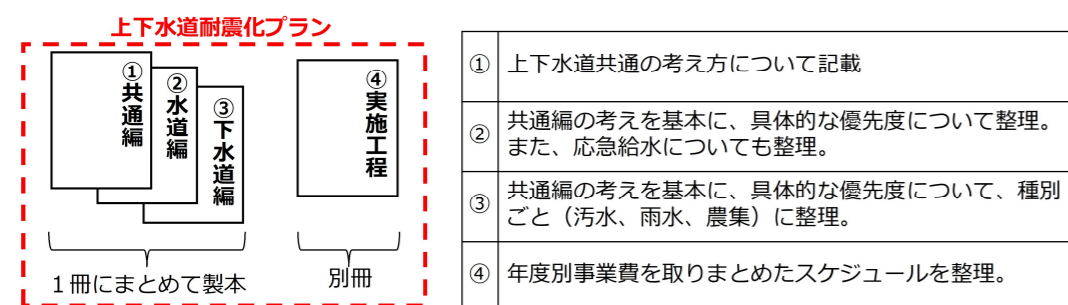 上下水道耐震化プラン
①共通編
②水道編
③下水道編
④実施工程
１冊にまとめて製本
別冊
① 上下水道共通の考え方について記載
② 共通編の考えを基本に、具体的な優先度について整理。
また、応急給水についても整理。
③ 共通編の考えを基本に、具体的な優先度について、種別
ごと（汚水、雨水、農集）に整理。
④ 年度別事業費を取りまとめたスケジュールを整理。